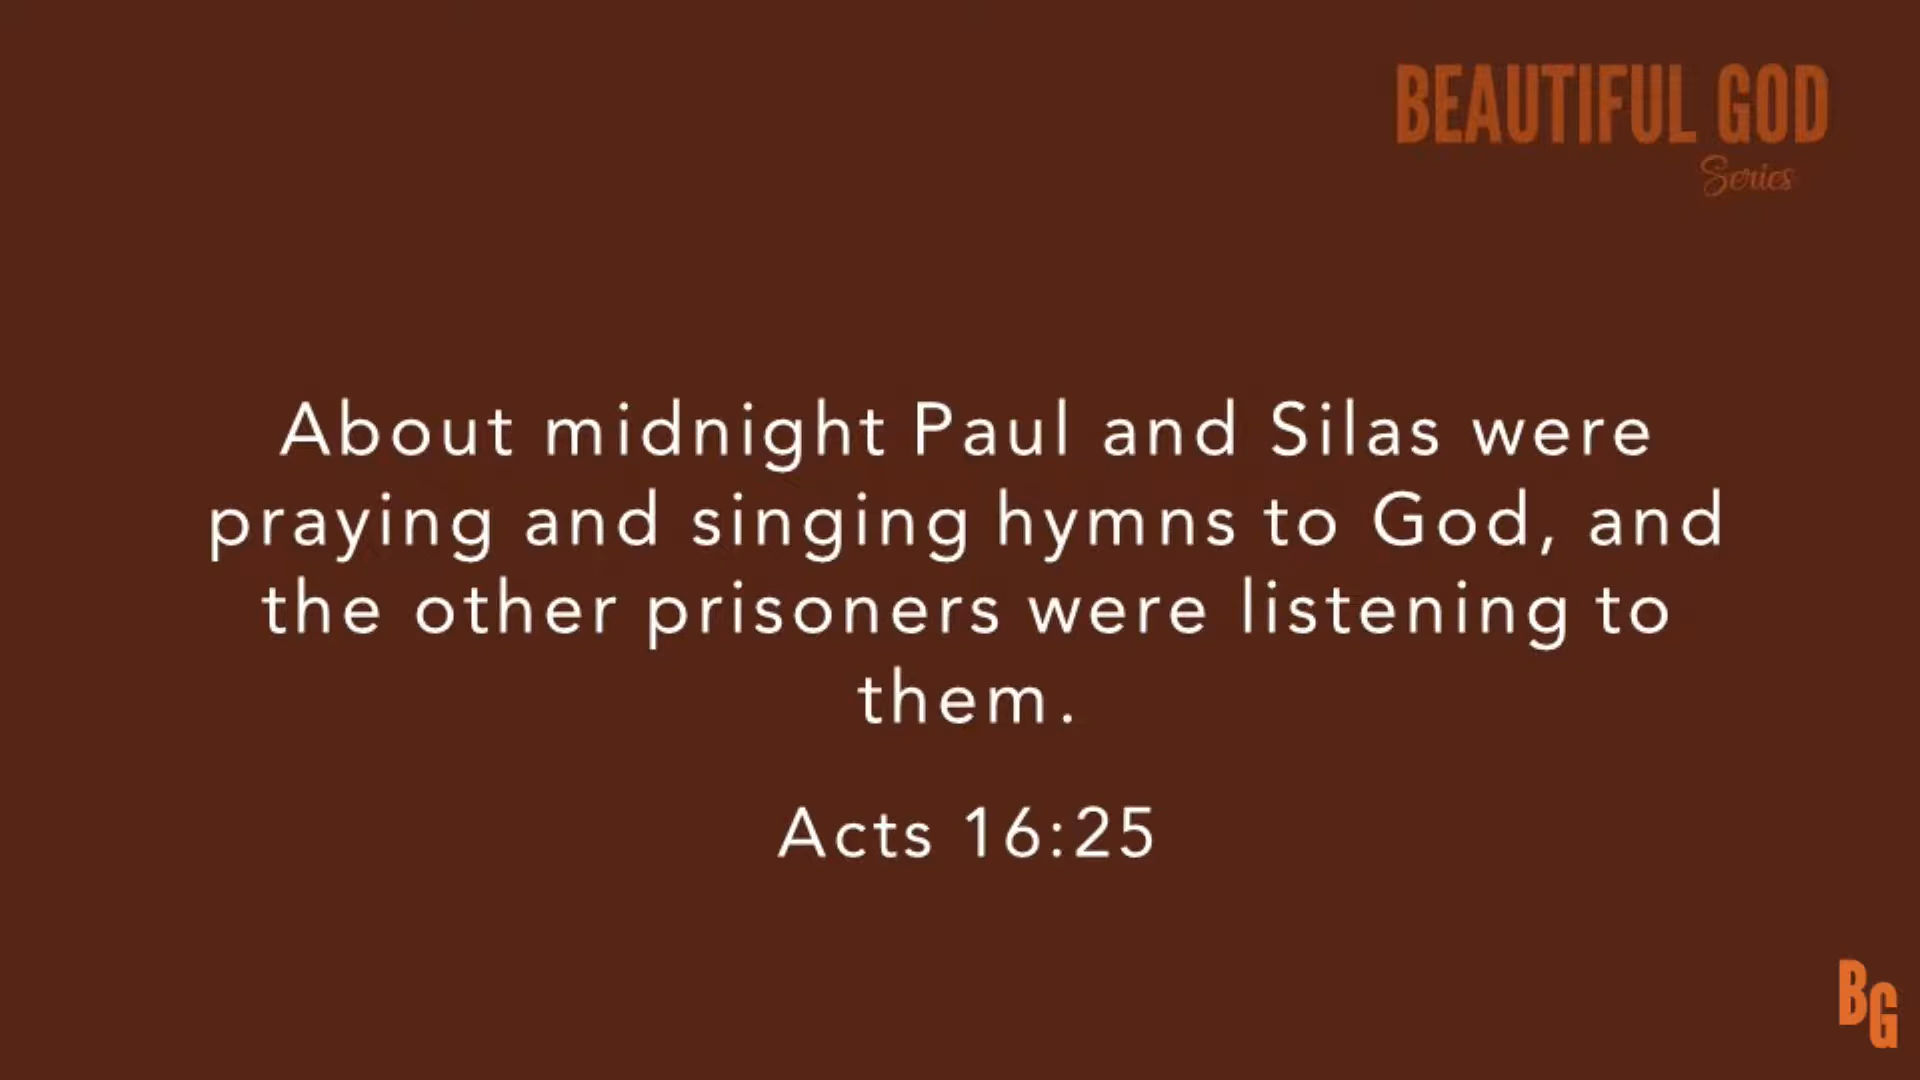 BEAUTIFUL GOD
Series
About midnight Paul and Silas were
praying and singing hymns to God, and
the other prisoners were listening to
them.
Acts 16:25
BG